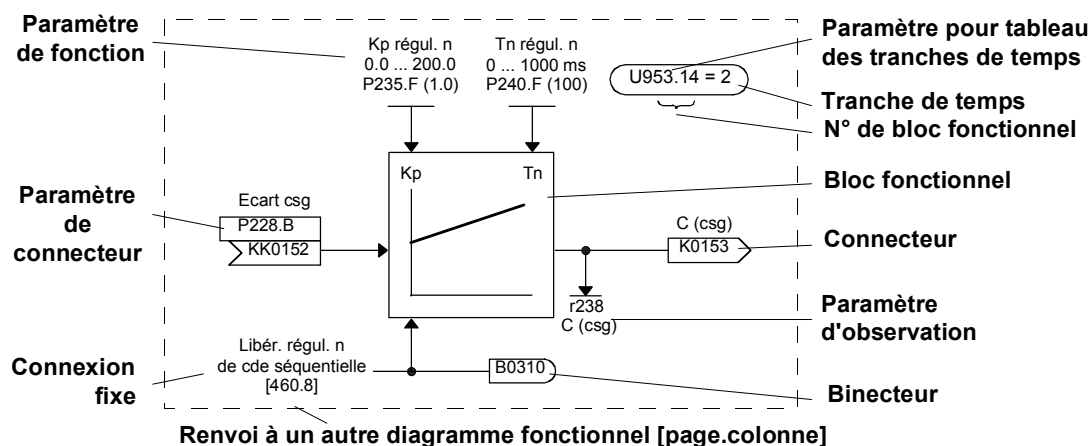 Paramètre
de fonction
Kp régul. n
0.0 ... 200.0
P235.F (1.0)
Tn régul. n
0 ... 1000 ms
P240.F (100)
Paramètre pour tableau
des tranches de temps
U953.14 = 2
Tranche de temps
N° de bloc fonctionnel
Kp
Tn
Bloc fonctionnel
Paramètre
de
connecteur
Ecart csg
P228.B
KK0152
C (csg)
K0153
Connecteur
r238
C (csg)
Paramètre
d'observation
Connexion
fixe
Libér. régul. n
de cde séquentielle
[460.8]
B0310
Binecteur
Renvoi à un autre diagramme fonctionnel [page.colonne]